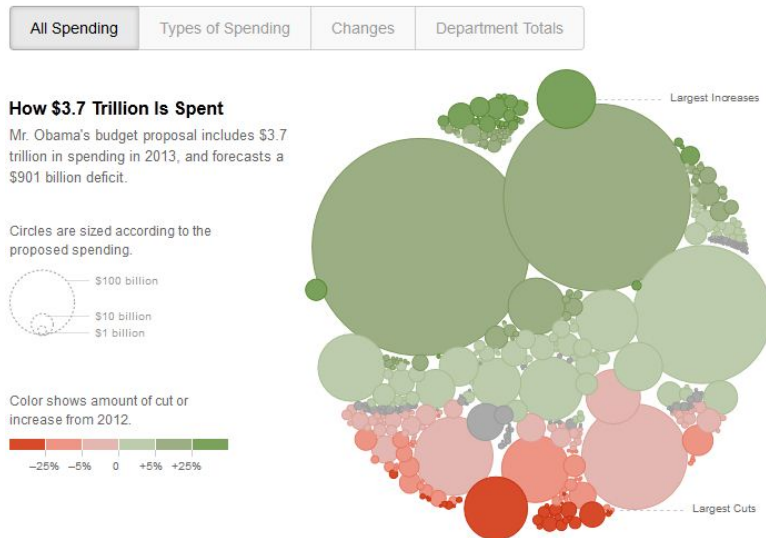 All Spending
Types of Spending
Changes
Department Totals
How $3.7 Trillion Is Spent
Mr. Obama's budget proposal includes $3.7
trillion in spending in 2013, and forecasts a
$901 billion deficit.
Circles are sized according to the
proposed spending.
$100 billion
$10 billion
$1 billion
Color shows amount of cut or
increase from 2012.
–25% –5% 0 +5% +25%
Largest Increases
Largest Cuts